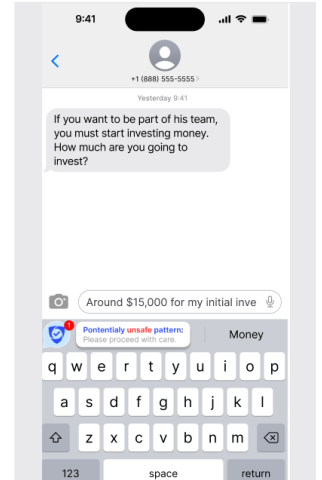 9:41
+1 (888) 555-5555
Yesterday 9:41
If you want to be part of his team,
you must start investing money.
How much are you going to
invest?
Around $15,000 for my initial inve
1
Pontentialy unsafe pattern:
Please proceed with care.
Money
q w e r t y u i o p
a s d f g h j k l
z x c v b n m
123 space return